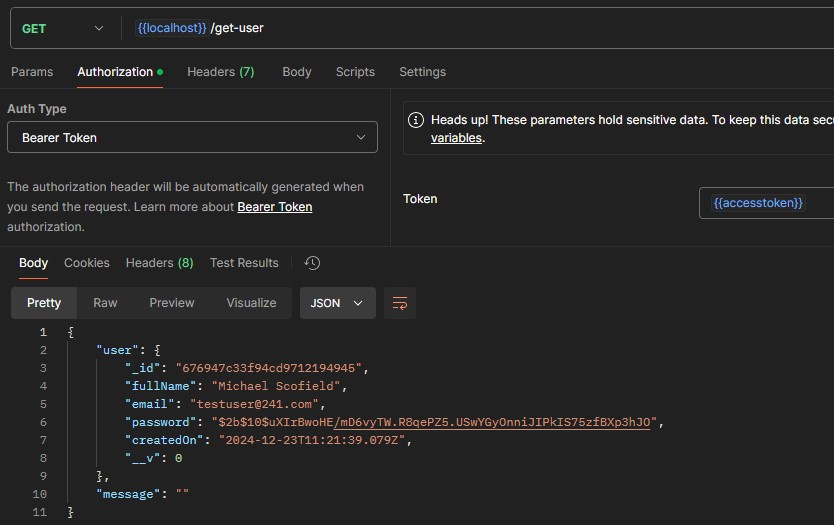 GET {{localhost}} /get-user
Params Authorization Headers (7) Body Scripts Settings
Auth Type
Bearer Token
The authorization header will be automatically generated when
you send the request. Learn more about Bearer Token
authorization.
Heads up! These parameters hold sensitive data. To keep this data
variables.
Token {{accesstoken}}
Body Cookies Headers (8) Test Results
Pretty Raw Preview Visualize JSON
1 {
2 "user": {
3 "_id": "676947c33f94cd9712194945",
4 "fullName": "Michael Scofield",
5 "email": "testuser@241.com",
6 "password": "$2b$10$uXIrBwoHE/mD6vyTW.R8qePZ5.USwYGyOnniJIPkIS75zfBXp3hJO",
7 "createdOn": "2024-12-23T11:21:39.079Z",
8 "__v": 0
9 },
10 "message": ""
11 }